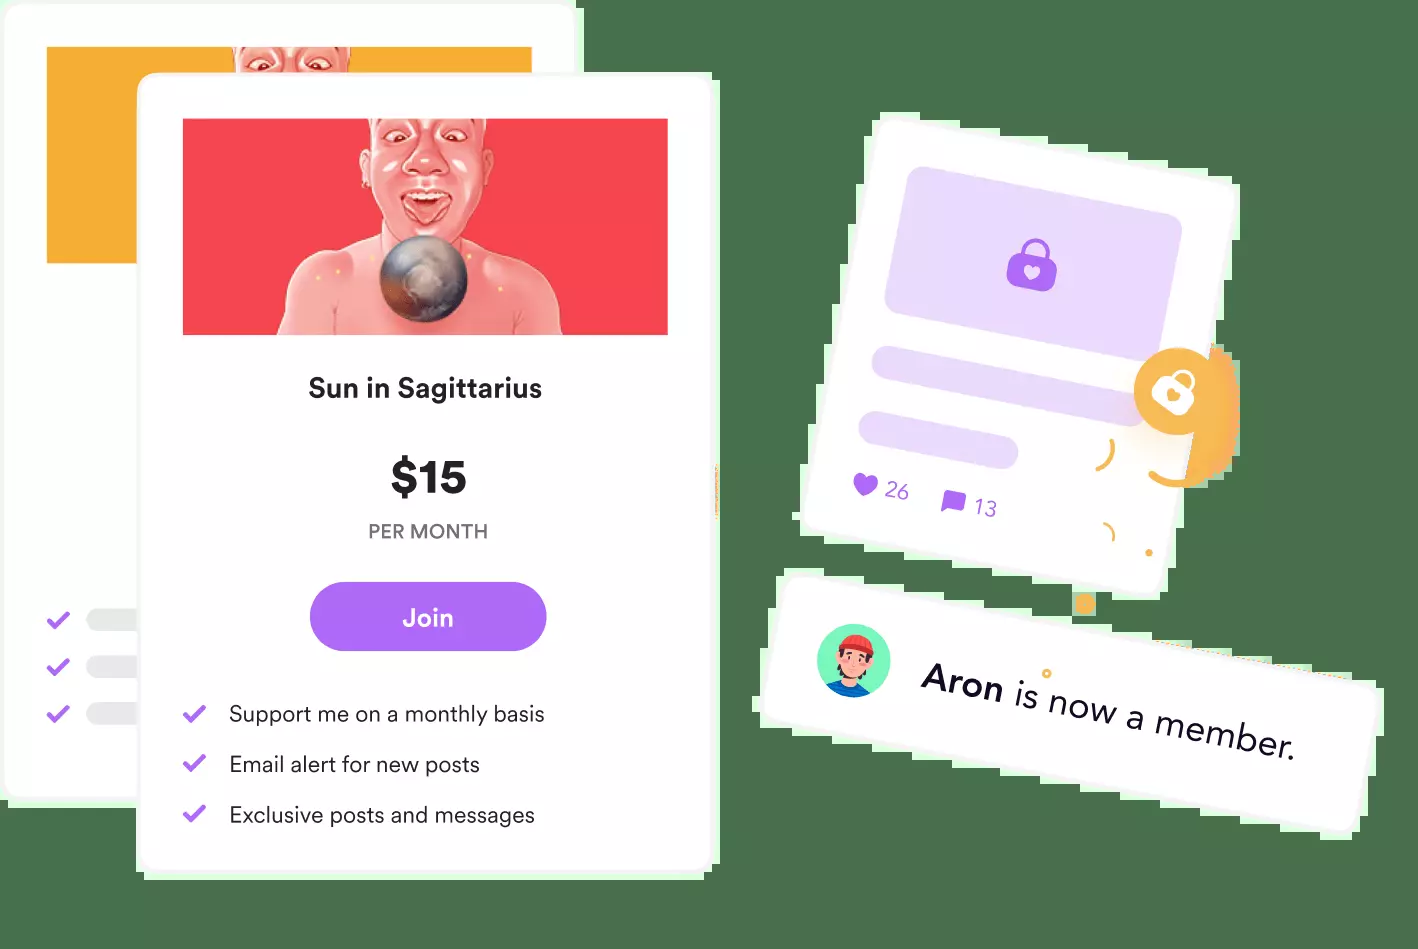 Sun in Sagittarius
$15
PER MONTH
Join
Support me on a monthly basis
Email alert for new posts
Exclusive posts and messages
26
13
Aron is now a member.